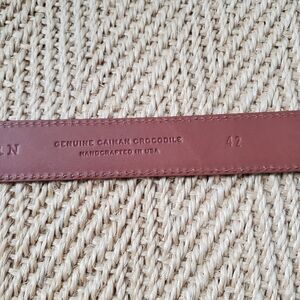 GENUINE CAIMAN CROCODILE
HANDCRAFTED IN USA
42